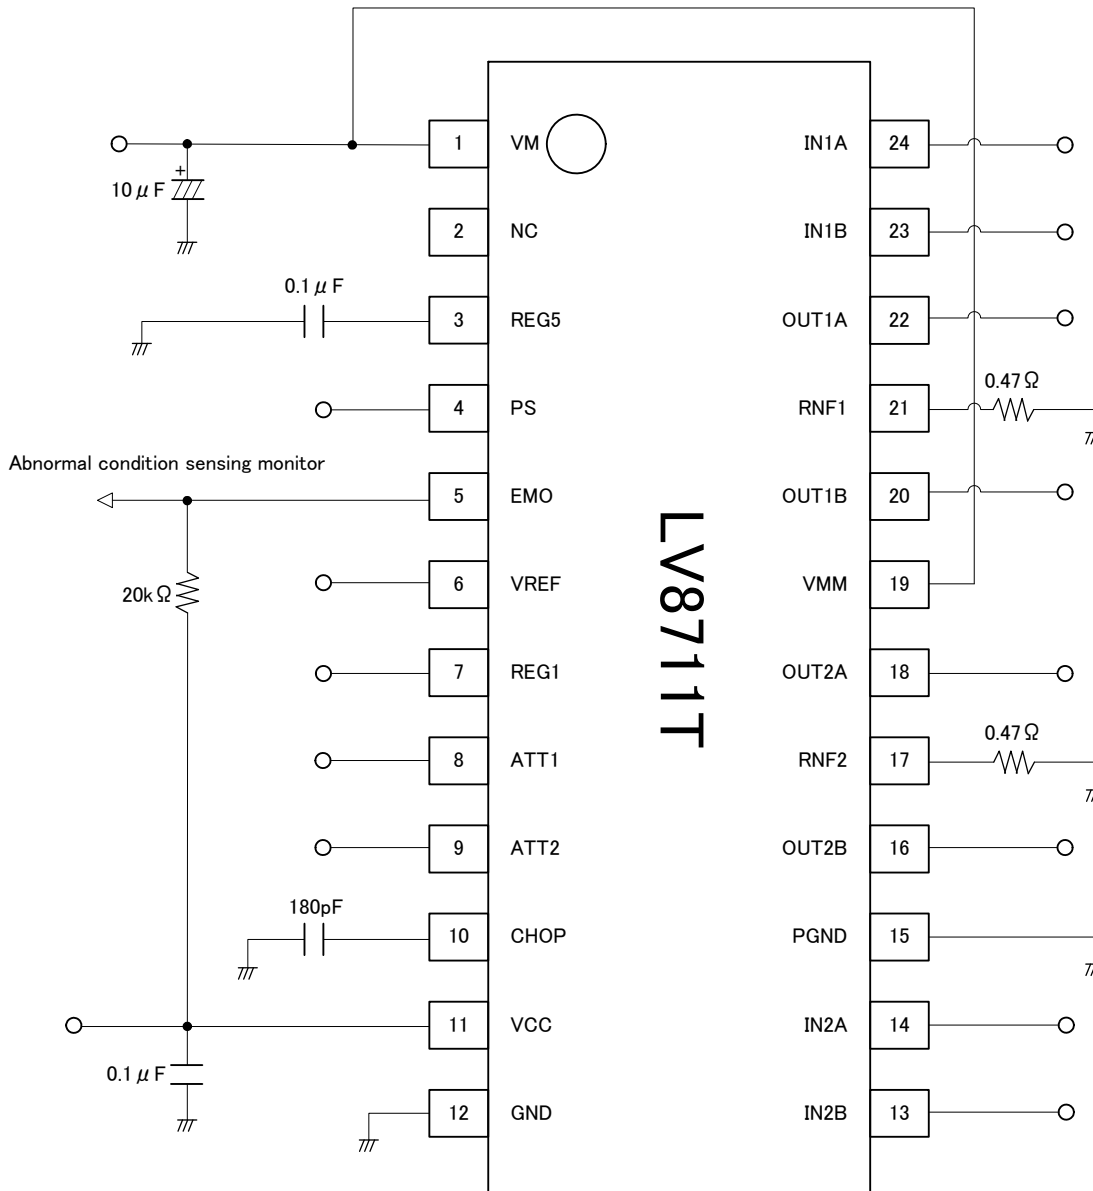 1 VM IN1A 24
+
10μF
2 NC IN1B 23
0.1μF
3 REG5 OUT1A 22
0.47Ω
4 PS RNF1 21
Abnormal condition sensing monitor
5 EMO OUT1B 20
20kΩ
6 VREF VMM 19
LV8711T
7 REG1 OUT2A 18
0.47Ω
8 ATT1 RNF2 17
9 ATT2 OUT2B 16
180pF
10 CHOP PGND 15
11 VCC IN2A 14
0.1μF
12 GND IN2B 13